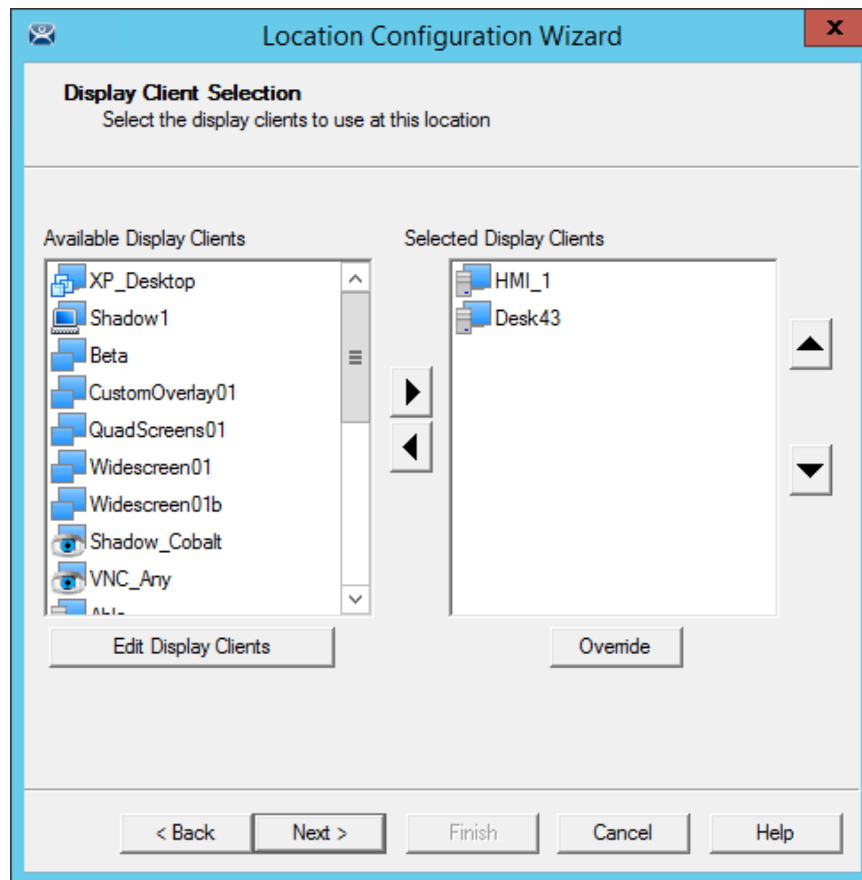 Location Configuration Wizard
x
Display Client Selection
Select the display clients to use at this location
Available Display Clients
XP_Desktop
Shadow1
Beta
CustomOverlay01
QuadScreens01
Widescreen01
Widescreen01b
Shadow_Cobalt
VNC_Any
Edit Display Clients
Selected Display Clients
HMI_1
Desk43
Override
< Back
Next >
Finish
Cancel
Help